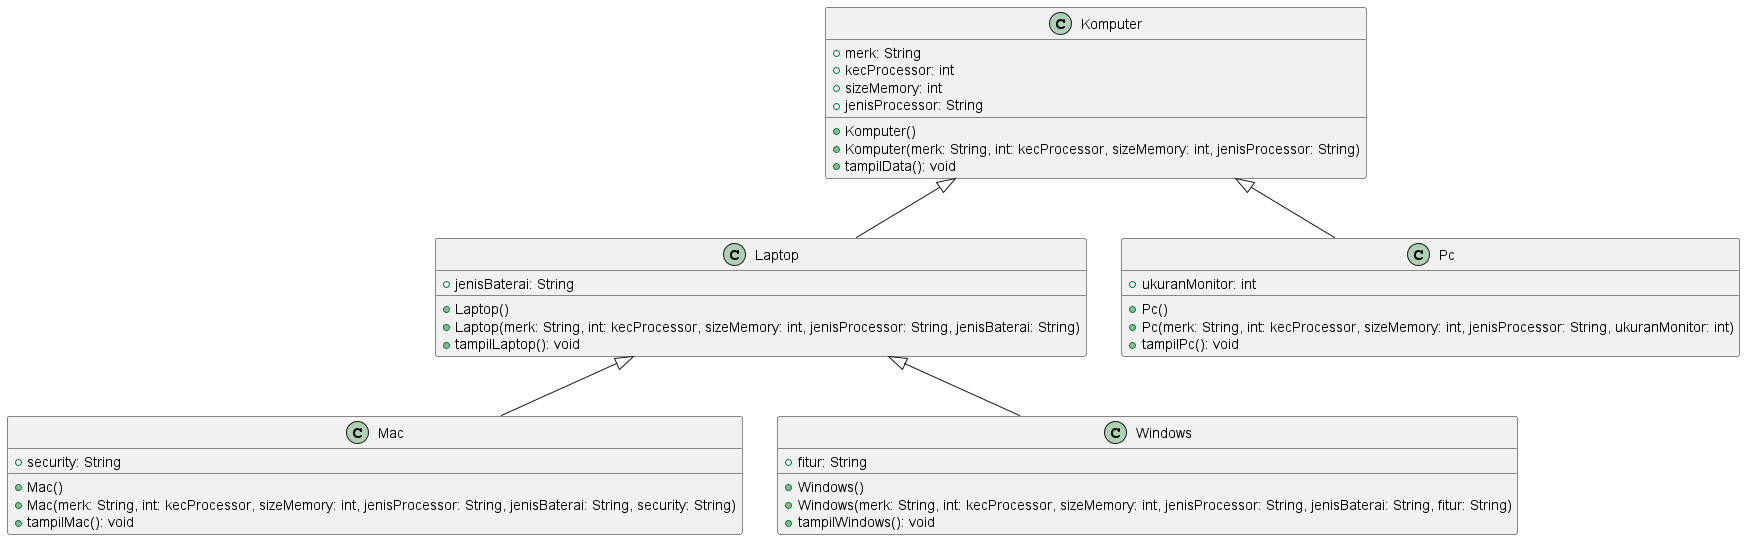 C Komputer
merk: String
kecProcessor: int
sizeMemory: int
jenisProcessor: String
Komputer()
Komputer(merk: String, int: kecProcessor, sizeMemory: int, jenisProcessor: String)
tampilData(): void
C Laptop
jenisBaterai: String
Laptop()
Laptop(merk: String, int: kecProcessor, sizeMemory: int, jenisProcessor: String, jenisBaterai: String)
tampilLaptop(): void
C Pc
ukuranMonitor: int
Pc()
Pc(merk: String, int: kecProcessor, sizeMemory: int, jenisProcessor: String, ukuranMonitor: int)
tampilPc(): void
C Mac
security: String
Mac()
Mac(merk: String, int: kecProcessor, sizeMemory: int, jenisProcessor: String, jenisBaterai: String, security: String)
tampilMac(): void
C Windows
fitur: String
Windows()
Windows(merk: String, int: kecProcessor, sizeMemory: int, jenisProcessor: String, jenisBaterai: String, fitur: String)
tampilWindows(): void